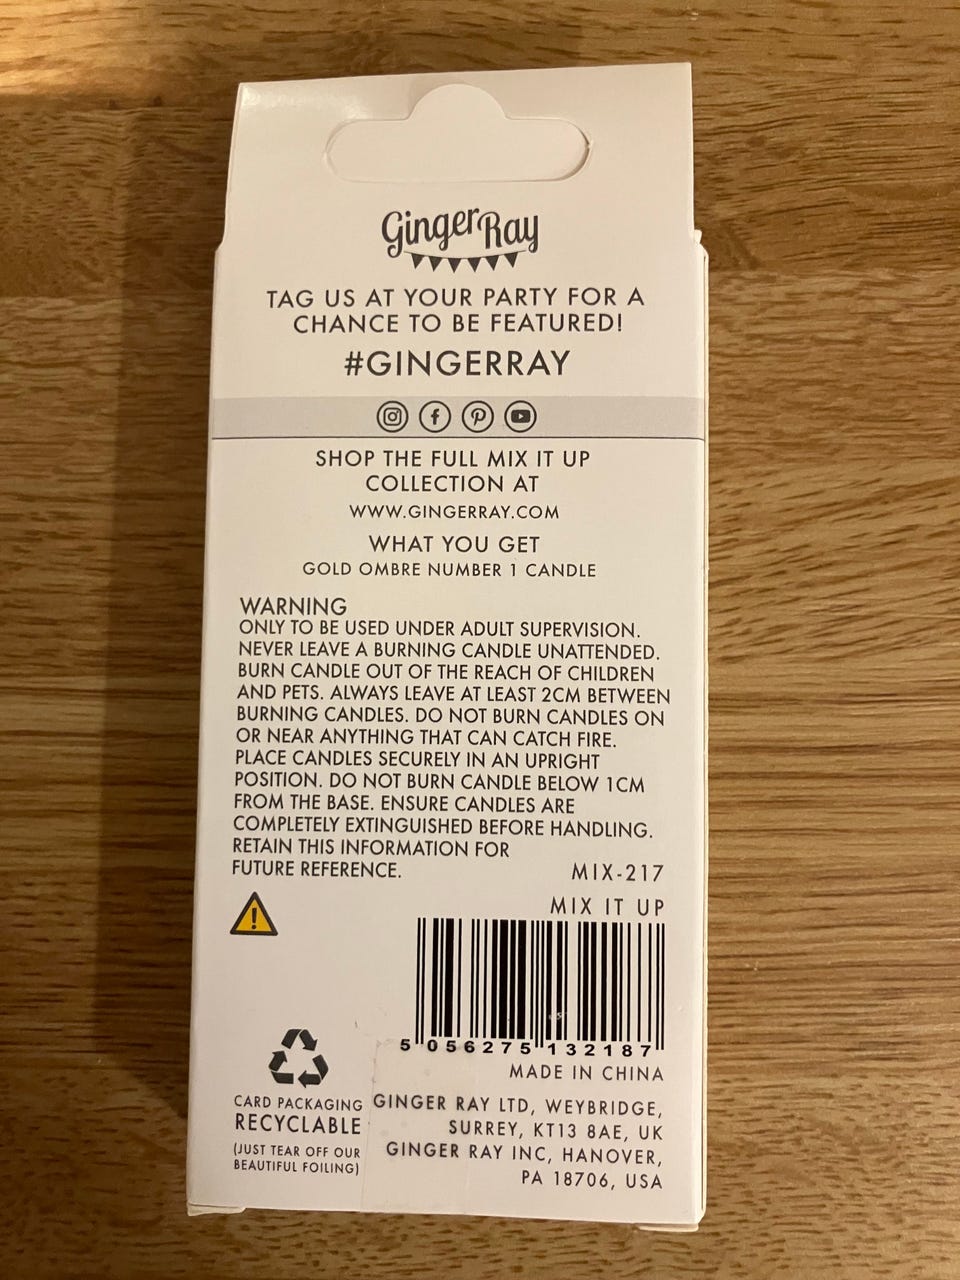 Ginger Ray
TAG US AT YOUR PARTY FOR A
CHANCE TO BE FEATURED!
#GINGERRAY
SHOP THE FULL MIX IT UP
COLLECTION AT
WWW.GINGERRAY.COM
WHAT YOU GET
GOLD OMBRE NUMBER 1 CANDLE
WARNING
ONLY TO BE USED UNDER ADULT SUPERVISION.
NEVER LEAVE A BURNING CANDLE UNATTENDED.
BURN CANDLE OUT OF THE REACH OF CHILDREN
AND PETS. ALWAYS LEAVE AT LEAST 2CM BETWEEN
BURNING CANDLES. DO NOT BURN CANDLES ON
OR NEAR ANYTHING THAT CAN CATCH FIRE.
PLACE CANDLES SECURELY IN AN UPRIGHT
POSITION. DO NOT BURN CANDLE BELOW 1CM
FROM THE BASE. ENSURE CANDLES ARE
COMPLETELY EXTINGUISHED BEFORE HANDLING.
RETAIN THIS INFORMATION FOR
FUTURE REFERENCE.
MIX-217
MIX IT UP
5 056275 132187
MADE IN CHINA
CARD PACKAGING
RECYCLABLE
(JUST TEAR OFF OUR
BEAUTIFUL FOILING)
GINGER RAY LTD, WEYBRIDGE,
SURREY, KT13 8AE, UK
GINGER RAY INC, HANOVER,
PA 18706, USA